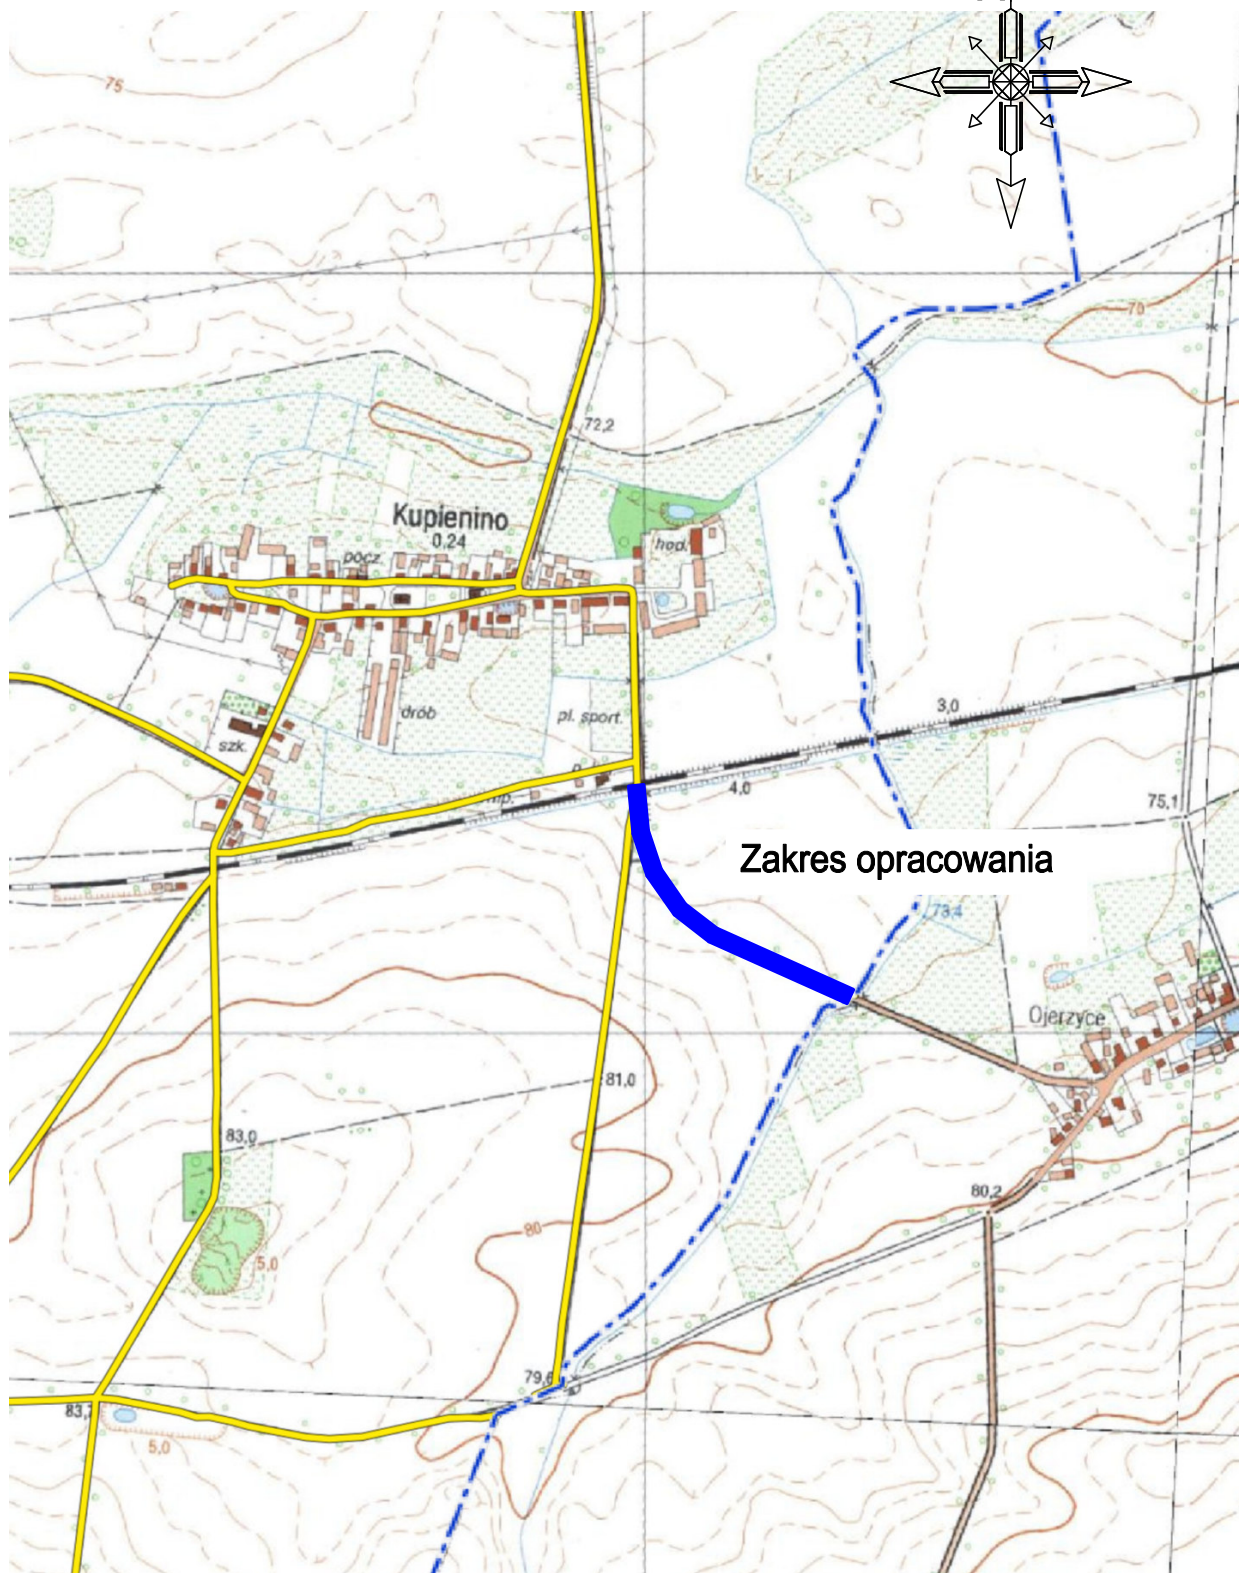 75
70
72,2
Kupienino
0,24
pocz.
hod.
drób
pl. sport.
szk.
3,0
4,0
75,1
Zakres opracowania
73,4
Ojerzyce
81,0
83,0
80,2
80
5,0
79,6
83,7
5,0